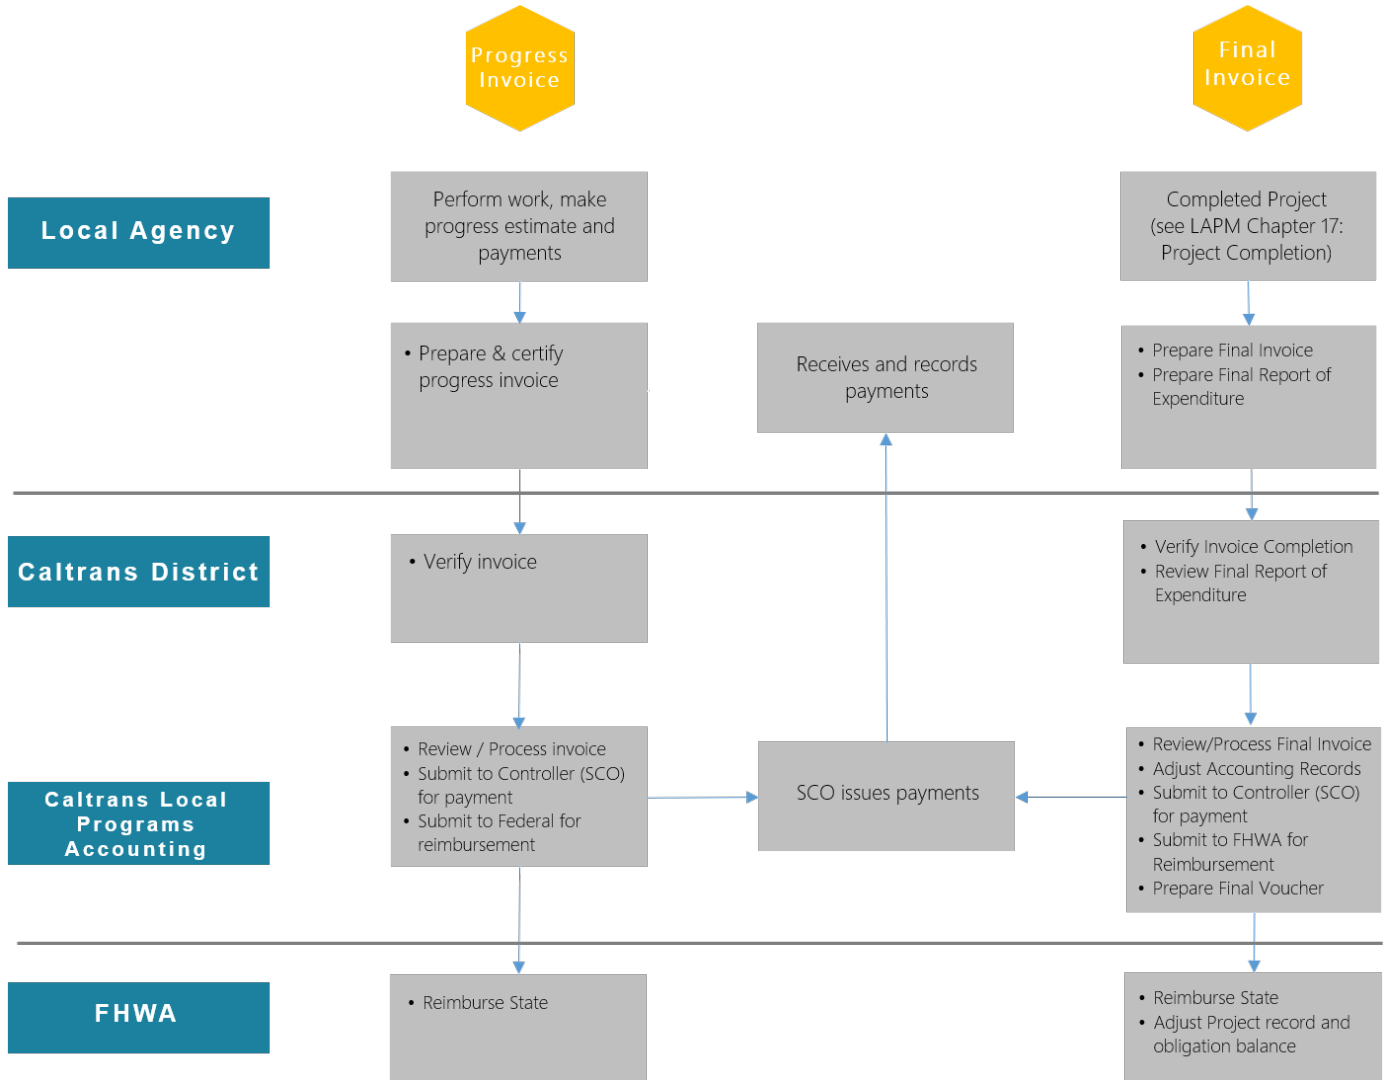 Progress
Invoice
Final
Invoice
Local Agency
Perform work, make
progress estimate and
payments
Completed Project
(see LAPM Chapter 17:
Project Completion)
• Prepare & certify
progress invoice
Receives and records
payments
• Prepare Final Invoice
• Prepare Final Report of
Expenditure
Caltrans District
• Verify invoice
• Verify Invoice Completion
• Review Final Report of
Expenditure
Caltrans Local
Programs
Accounting
• Review / Process invoice
• Submit to Controller (SCO)
for payment
• Submit to Federal for
reimbursement
SCO issues payments
• Review/Process Final Invoice
• Adjust Accounting Records
• Submit to Controller (SCO)
for payment
• Submit to FHWA for
Reimbursement
• Prepare Final Voucher
FHWA
• Reimburse State
• Reimburse State
• Adjust Project record and
obligation balance